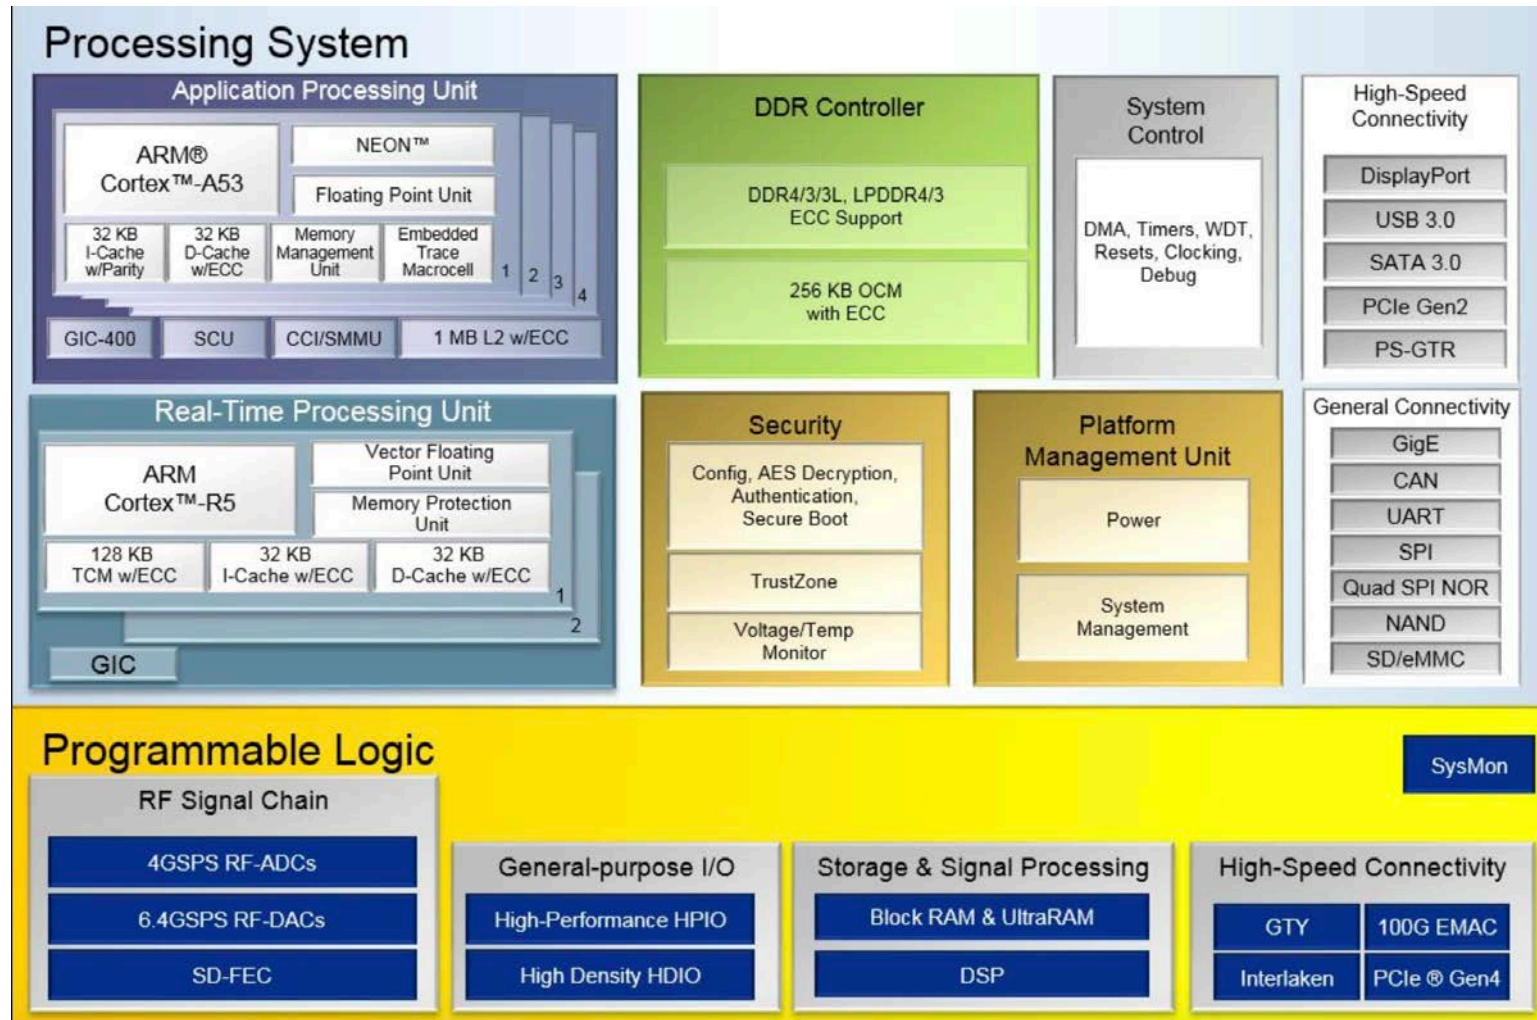 Processing System
Application Processing Unit
ARM®
Cortex™-A53
NEON™
Floating Point Unit
32 KB
I-Cache
w/Parity
32 KB
D-Cache
w/ECC
Memory
Management
Unit
Embedded
Trace
Macrocell
1
2
3
4
GIC-400
SCU
CCI/SMMU
1 MB L2 w/ECC
DDR Controller
DDR4/3/3L, LPDDR4/3
ECC Support
256 KB OCM
with ECC
System
Control
DMA, Timers, WDT,
Resets, Clocking,
Debug
High-Speed
Connectivity
DisplayPort
USB 3.0
SATA 3.0
PCIe Gen2
PS-GTR
Real-Time Processing Unit
ARM
Cortex™-R5
Vector Floating
Point Unit
Memory Protection
Unit
128 KB
TCM w/ECC
32 KB
I-Cache w/ECC
32 KB
D-Cache w/ECC
1
2
GIC
Security
Config, AES Decryption,
Authentication,
Secure Boot
TrustZone
Voltage/Temp
Monitor
Platform
Management Unit
Power
System
Management
General Connectivity
GigE
CAN
UART
SPI
Quad SPI NOR
NAND
SD/eMMC
Programmable Logic
SysMon
RF Signal Chain
4GSPS RF-ADCs
6.4GSPS RF-DACs
SD-FEC
General-purpose I/O
High-Performance HPIO
High Density HDIO
Storage & Signal Processing
Block RAM & UltraRAM
DSP
High-Speed Connectivity
GTY
100G EMAC
Interlaken
PCIe ® Gen4